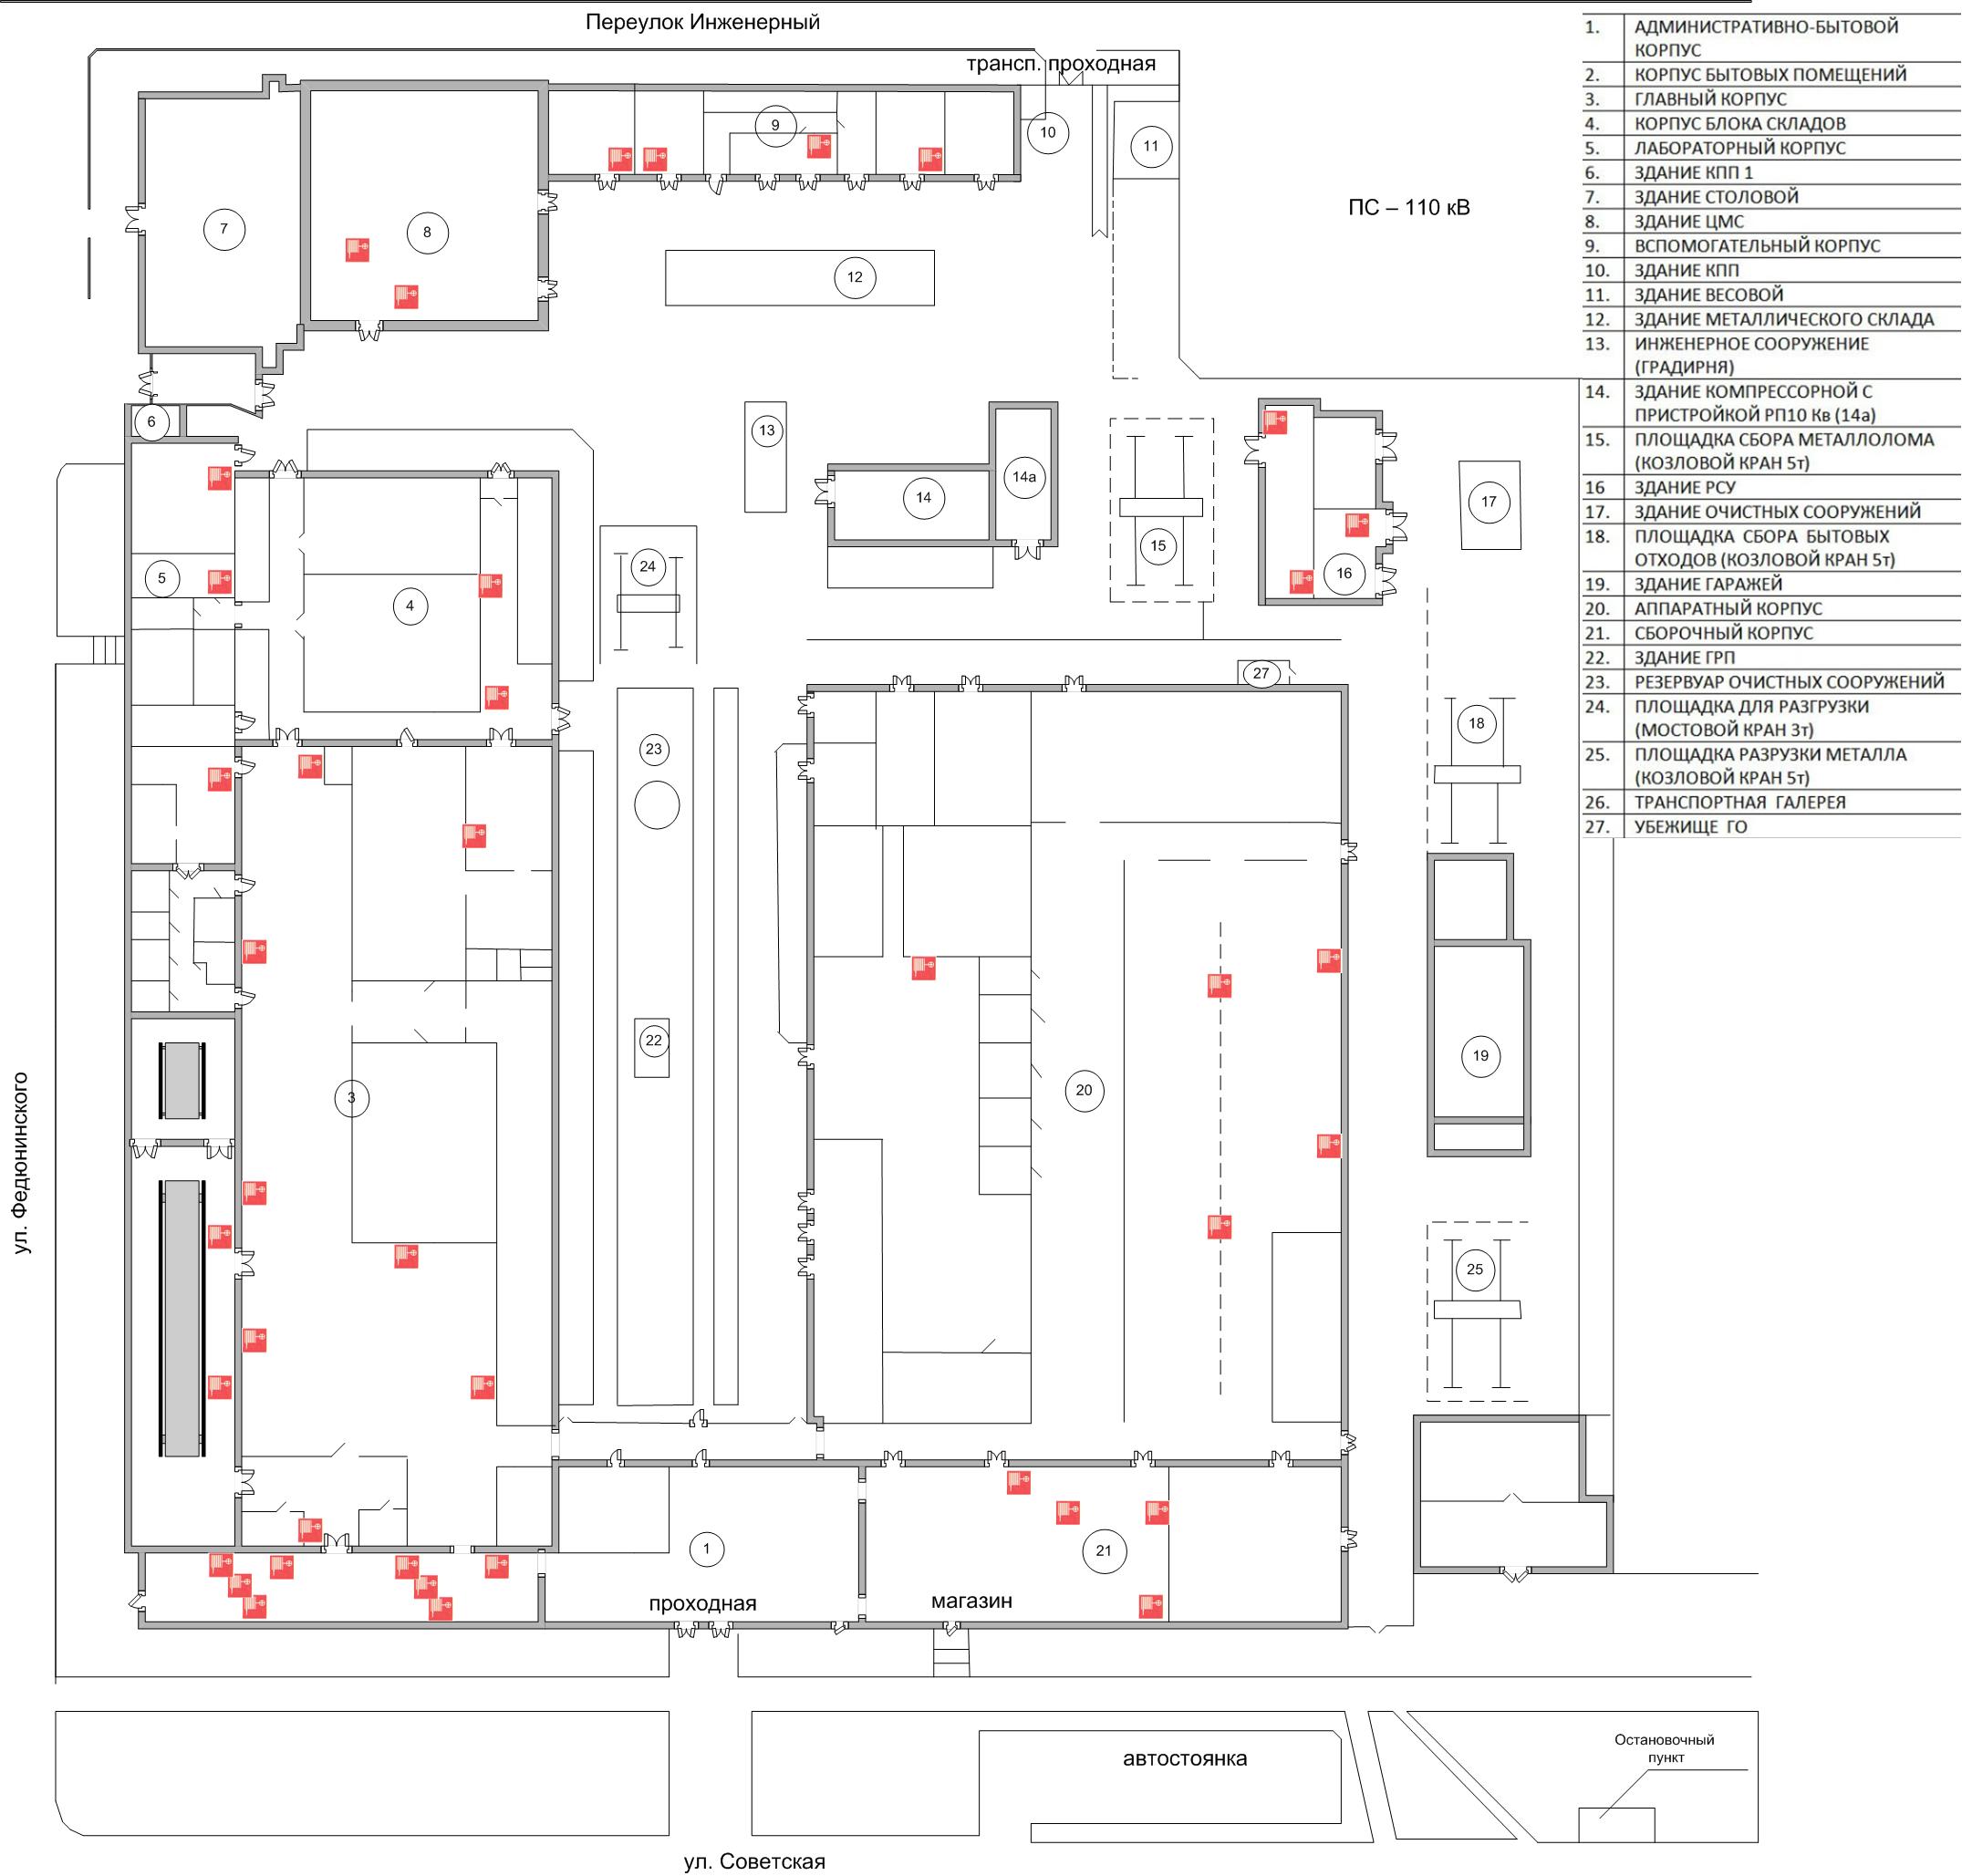 Переулок Инженерный
трансп. проходная
1. АДМИНИСТРАТИВНО-БЫТОВОЙ
КОРПУС
2. КОРПУС БЫТОВЫХ ПОМЕЩЕНИЙ
3. ГЛАВНЫЙ КОРПУС
4. КОРПУС БЛОКА СКЛАДОВ
5. ЛАБОРАТОРНЫЙ КОРПУС
6. ЗДАНИЕ КПП 1
7. ЗДАНИЕ СТОЛОВОЙ
8. ЗДАНИЕ ЦМС
9. ВСПОМОГАТЕЛЬНЫЙ КОРПУС
10. ЗДАНИЕ КПП
11. ЗДАНИЕ ВЕСОВОЙ
12. ЗДАНИЕ МЕТАЛЛИЧЕСКОГО СКЛАДА
13. ИНЖЕНЕРНОЕ СООРУЖЕНИЕ
(ГРАДИРНЯ)
14. ЗДАНИЕ КОМПРЕССОРНОЙ С
ПРИСТРОЙКОЙ РП10 Кв (14а)
15. ПЛОЩАДКА СБОРА МЕТАЛЛОЛОМА
(КОЗЛОВОЙ КРАН 5т)
16 ЗДАНИЕ РСУ
17. ЗДАНИЕ ОЧИСТНЫХ СООРУЖЕНИЙ
18. ПЛОЩАДКА СБОРА БЫТОВЫХ
ОТХОДОВ (КОЗЛОВОЙ КРАН 5т)
19. ЗДАНИЕ ГАРАЖЕЙ
20. АППАРАТНЫЙ КОРПУС
21. СБОРОЧНЫЙ КОРПУС
22. ЗДАНИЕ ГРП
23. РЕЗЕРВУАР ОЧИСТНЫХ СООРУЖЕНИЙ
24. ПЛОЩАДКА ДЛЯ РАЗГРУЗКИ
(МОСТОВОЙ КРАН 3т)
25. ПЛОЩАДКА РАЗРУЗКИ МЕТАЛЛА
(КОЗЛОВОЙ КРАН 5т)
26. ТРАНСПОРТНАЯ ГАЛЕРЕЯ
27. УБЕЖИЩЕ ГО
9
10
11
ПС – 110 кВ
7
8
12
6
13
14
14а
15
16
17
5
4
24
27
18
23
22
3
20
19
25
ул. Федюнинского
1
21
проходная
магазин
автостоянка
Остановочный
пункт
ул. Советская